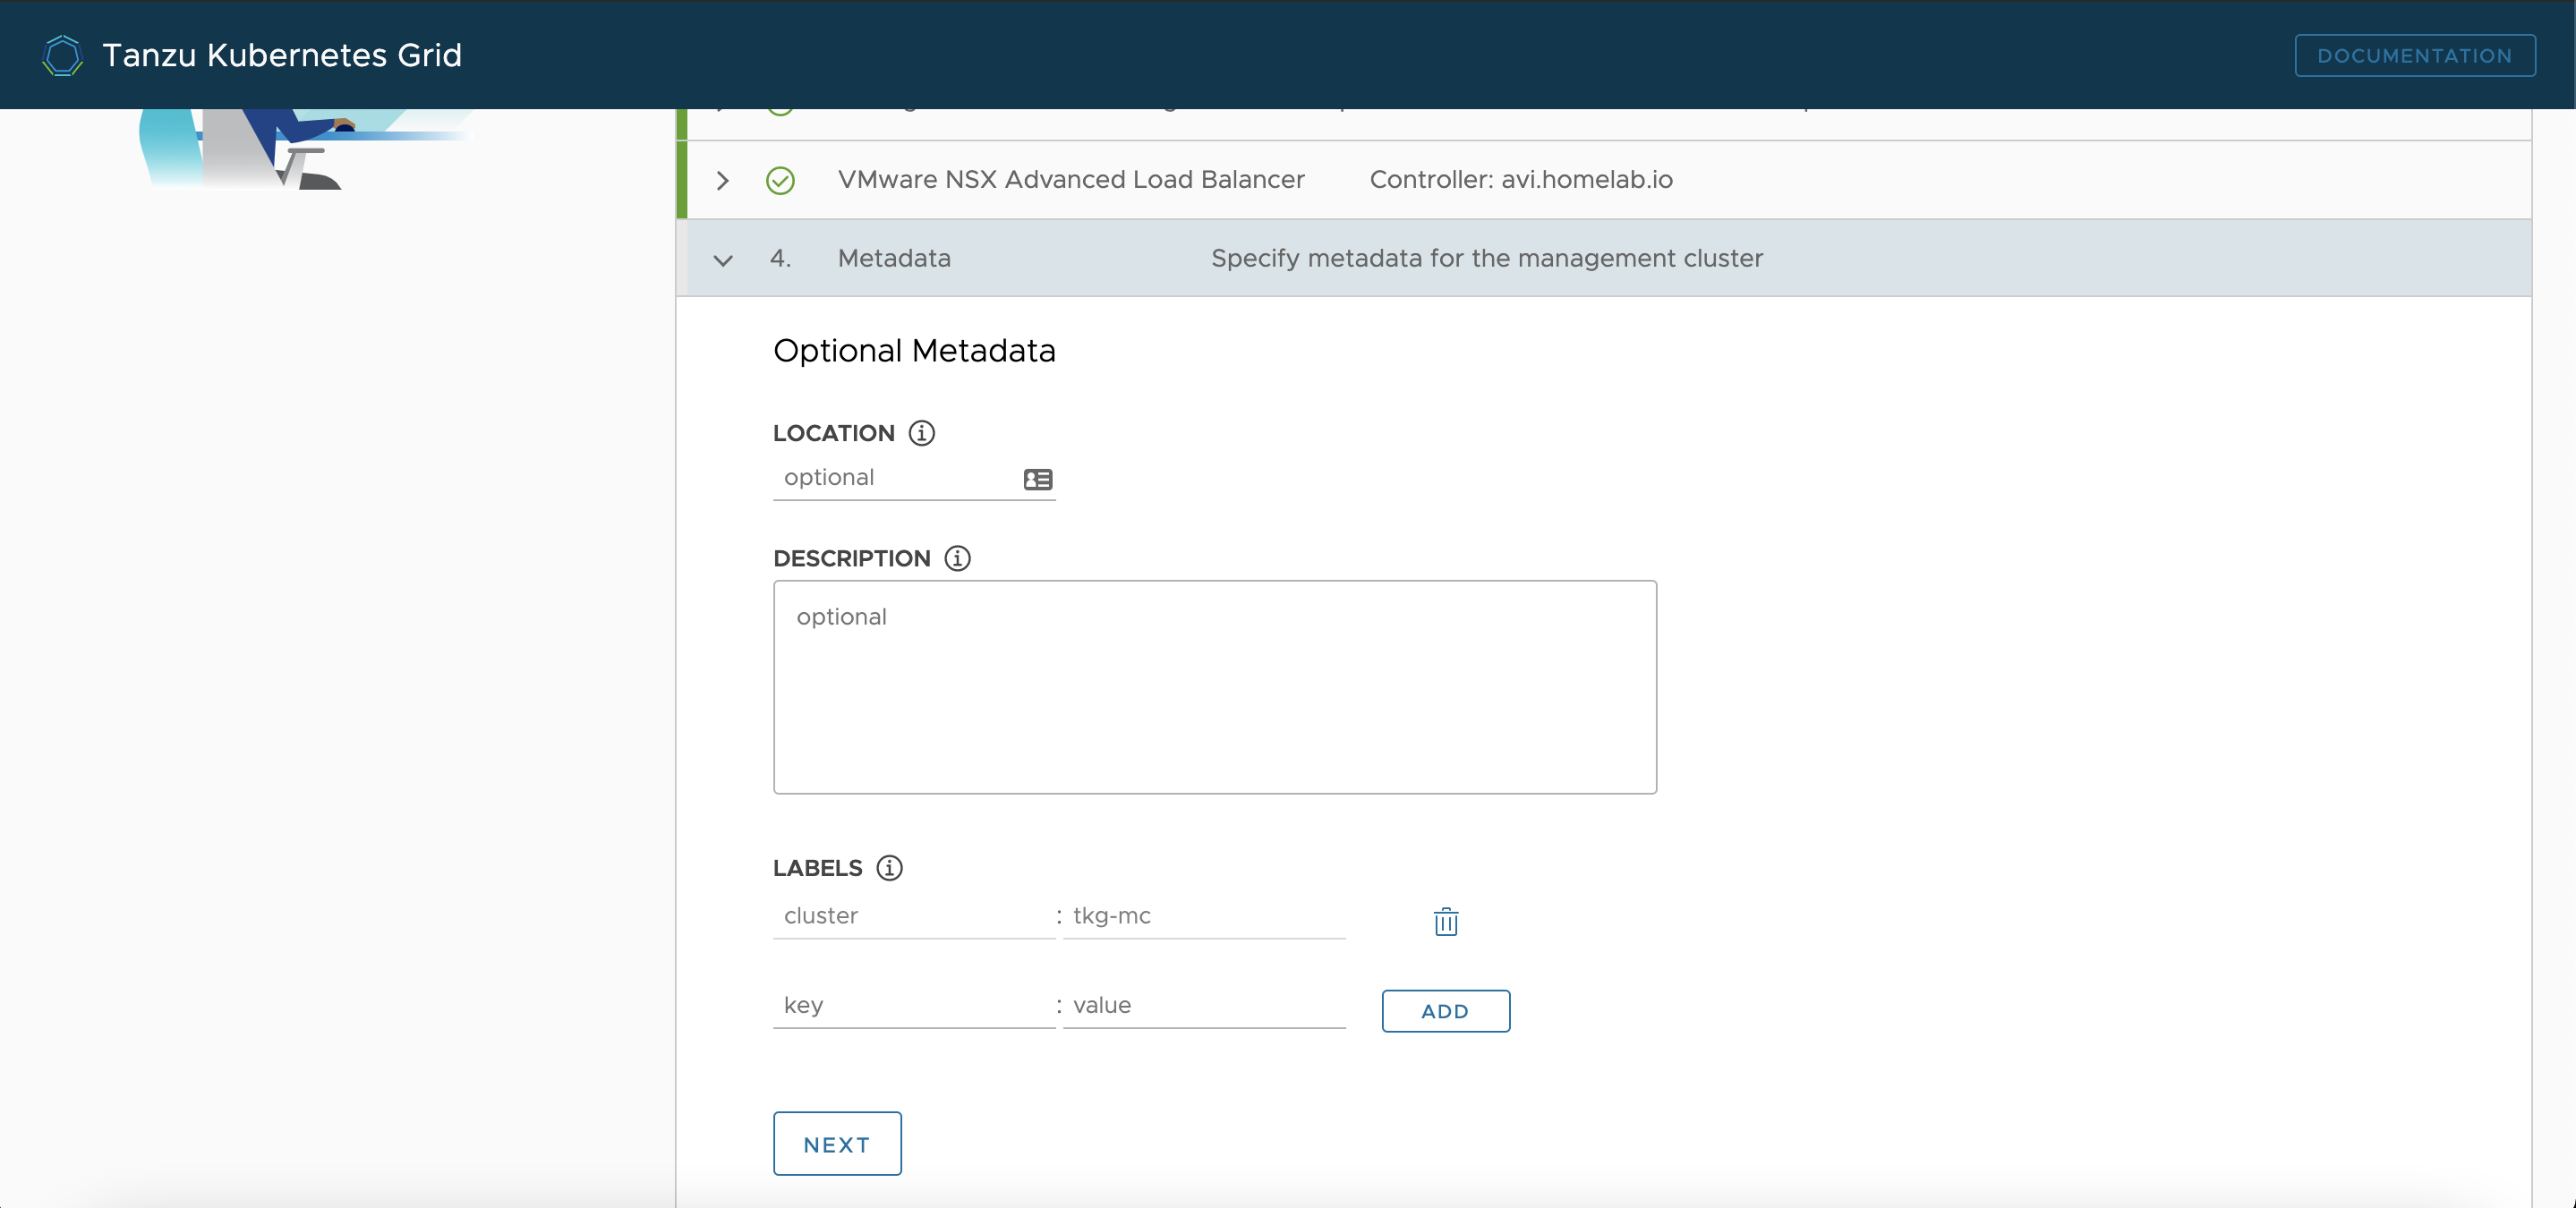 Tanzu Kubernetes Grid
DOCUMENTATION
VMware NSX Advanced Load Balancer Controller: avi.homelab.io
4. Metadata Specify metadata for the management cluster
Optional Metadata
LOCATION
optional
DESCRIPTION
optional
LABELS
cluster : tkg-mc
key : value
ADD
NEXT